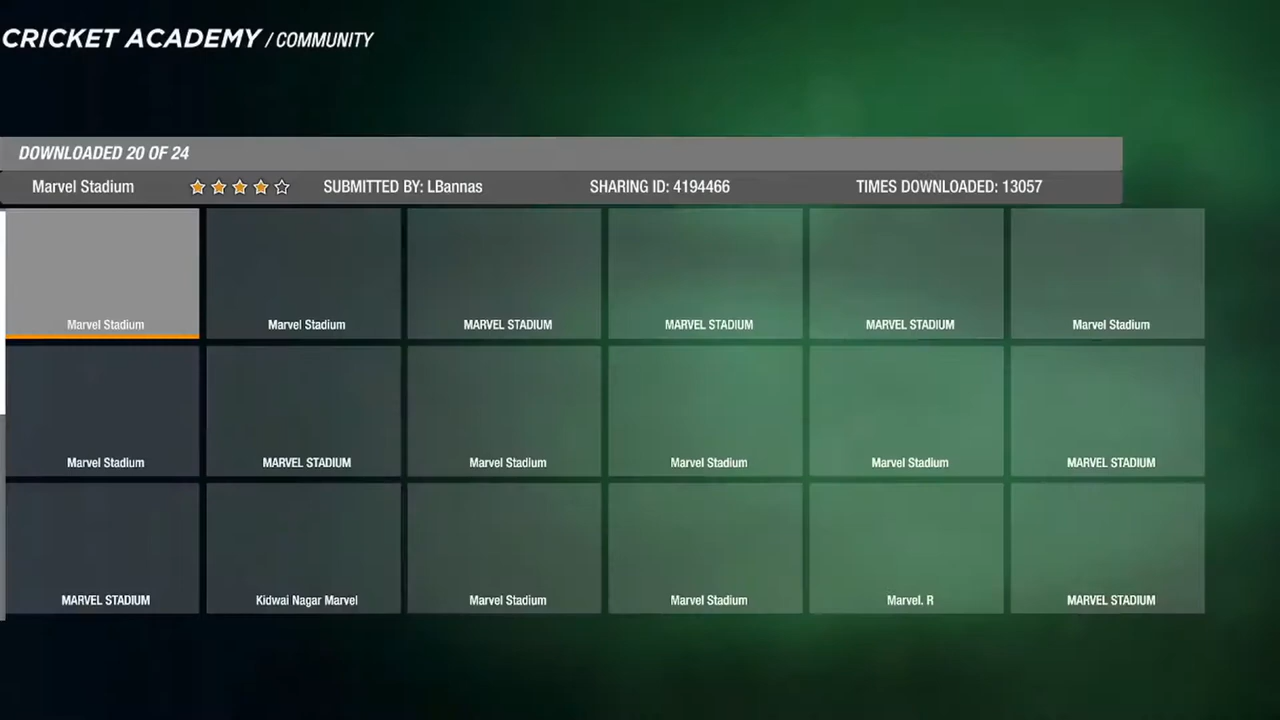 CRICKET ACADEMY / COMMUNITY
DOWNLOADED 20 OF 24
Marvel Stadium SUBMITTED BY: LBannas SHARING ID: 4194466 TIMES DOWNLOADED: 13057
Marvel Stadium Marvel Stadium MARVEL STADIUM MARVEL STADIUM MARVEL STADIUM Marvel Stadium
Marvel Stadium MARVEL STADIUM Marvel Stadium Marvel Stadium Marvel Stadium MARVEL STADIUM
MARVEL STADIUM Kidwai Nagar Marvel Marvel Stadium Marvel Stadium Marvel. R MARVEL STADIUM